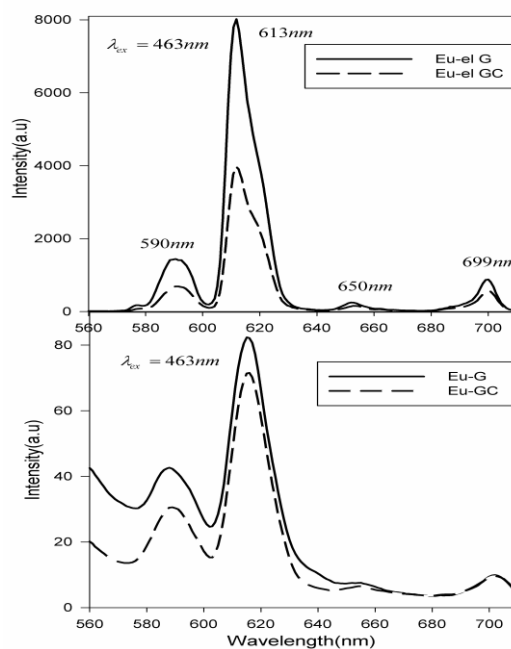 8000
λex = 463nm
613nm
Eu-el G
Eu-el GC
6000
Intensity(a.u)
4000
2000
590nm
650nm
699nm
0
560 580 600 620 640 660 680 700
80
λex = 463nm
Eu-G
Eu-GC
60
Intensity(a.u)
40
20
0
560 580 600 620 640 660 680 700
Wavelength(nm)